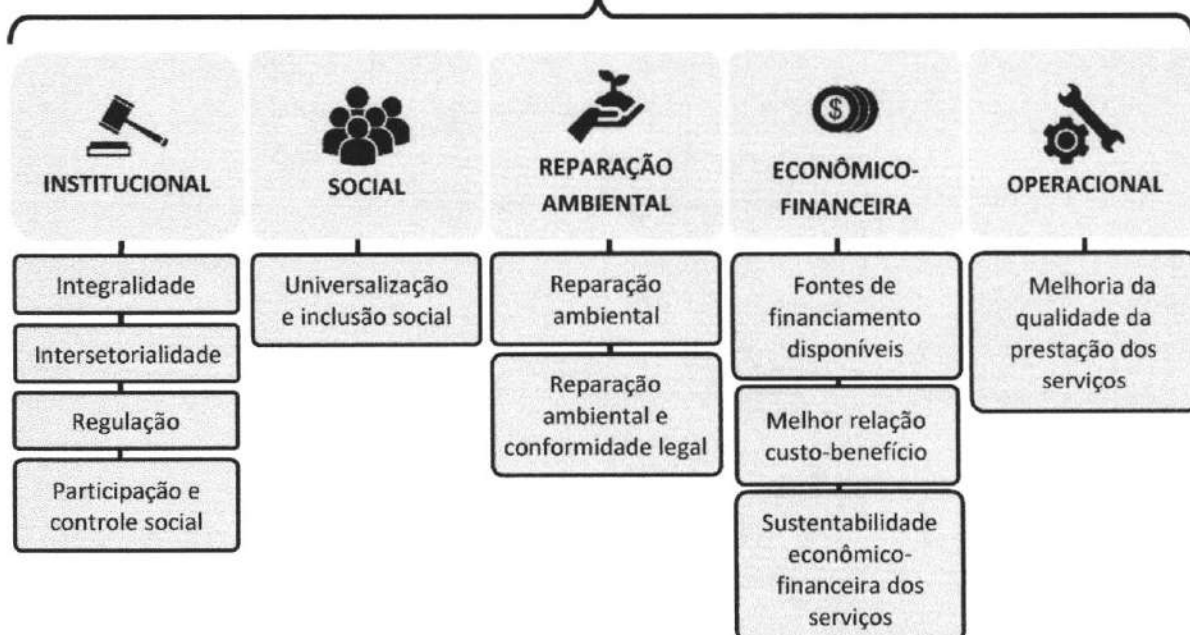 INSTITUCIONAL
Integralidade
Intersetorialidade
Regulação
Participação e
controle social
SOCIAL
Universalização
e inclusão social
REPARAÇÃO
AMBIENTAL
Reparação
ambiental
Reparação
ambiental e
conformidade legal
ECONÔMICO-
FINANCEIRA
$
Fontes de
financiamento
disponíveis
Melhor relação
custo-benefício
Sustentabilidade
econômico-
financeira dos
serviços
OPERACIONAL
Melhoria da
qualidade da
prestação dos
serviços